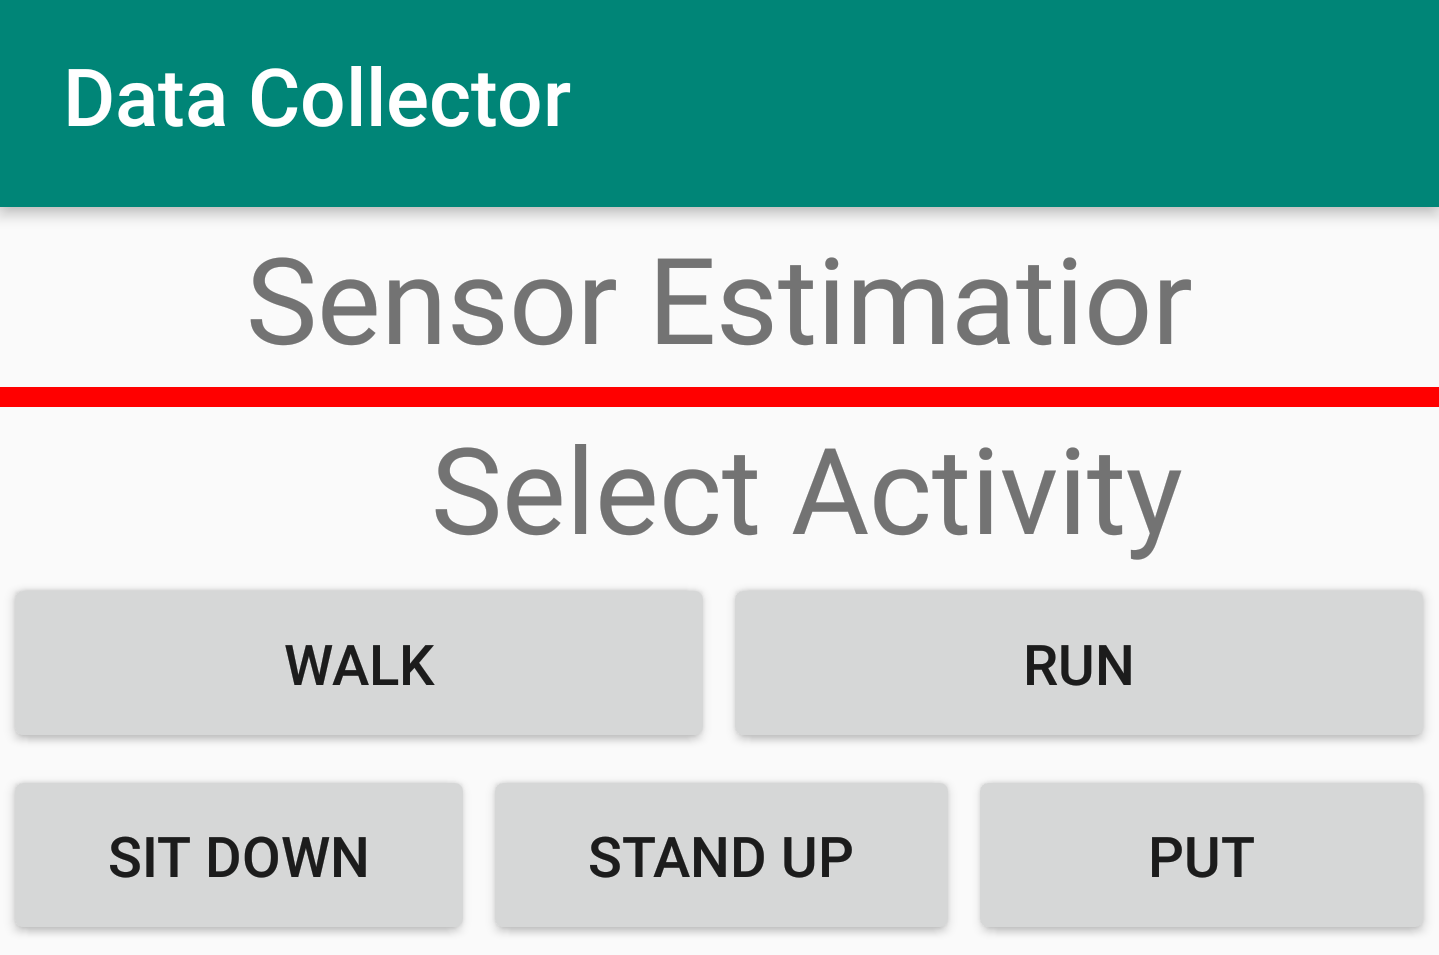 Data Collector
Sensor Estimatior
Select Activity
WALK RUN
SIT DOWN STAND UP PUT